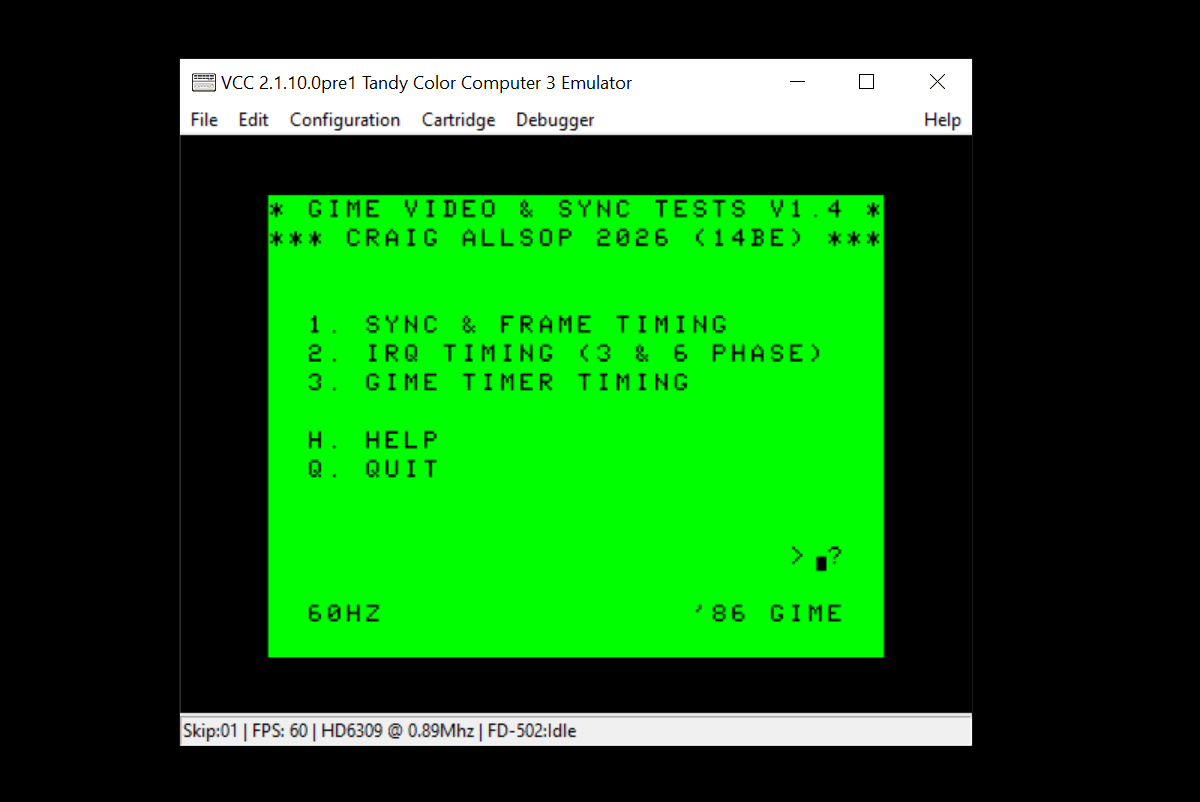 VCC 2.1.10.0pre1 Tandy Color Computer 3 Emulator
File Edit Configuration Cartridge Debugger Help
* GIME VIDEO & SYNC TESTS V1.4 *
*** CRAIG ALLSOP 2026 (14BE) ***
1. SYNC & FRAME TIMING
2. IRQ TIMING (3 & 6 PHASE)
3. GIME TIMER TIMING
H. HELP
Q. QUIT
> ?
60HZ '86 GIME
Skip:01 | FPS: 60 | HD6309 @ 0.89Mhz | FD-502:Idle